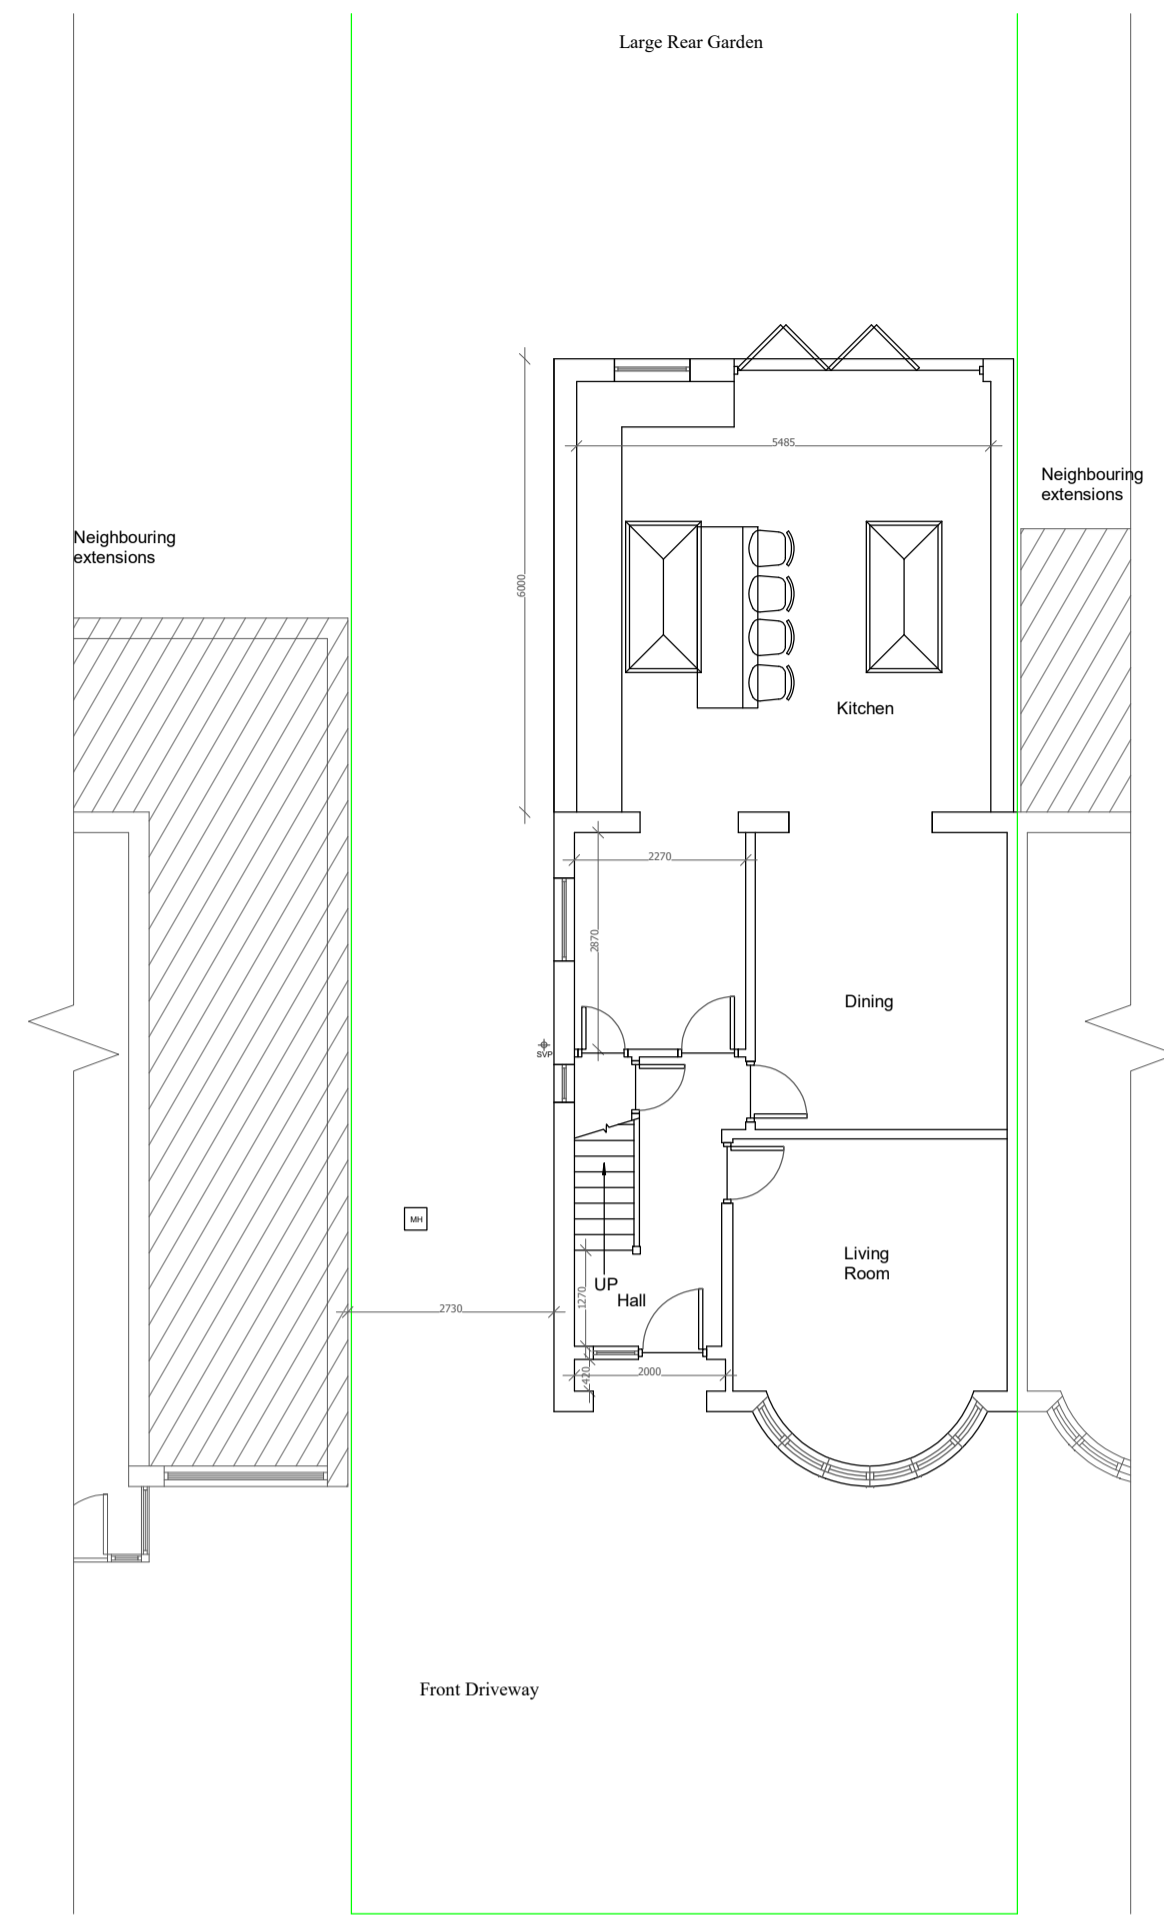 Large Rear Garden
5485
Neighbouring
extensions
Neighbouring
extensions
6000
Kitchen
2270
2870
Dining
SVP
MH
Living
Room
UP
Hall
1270
2730
420
2000
Front Driveway